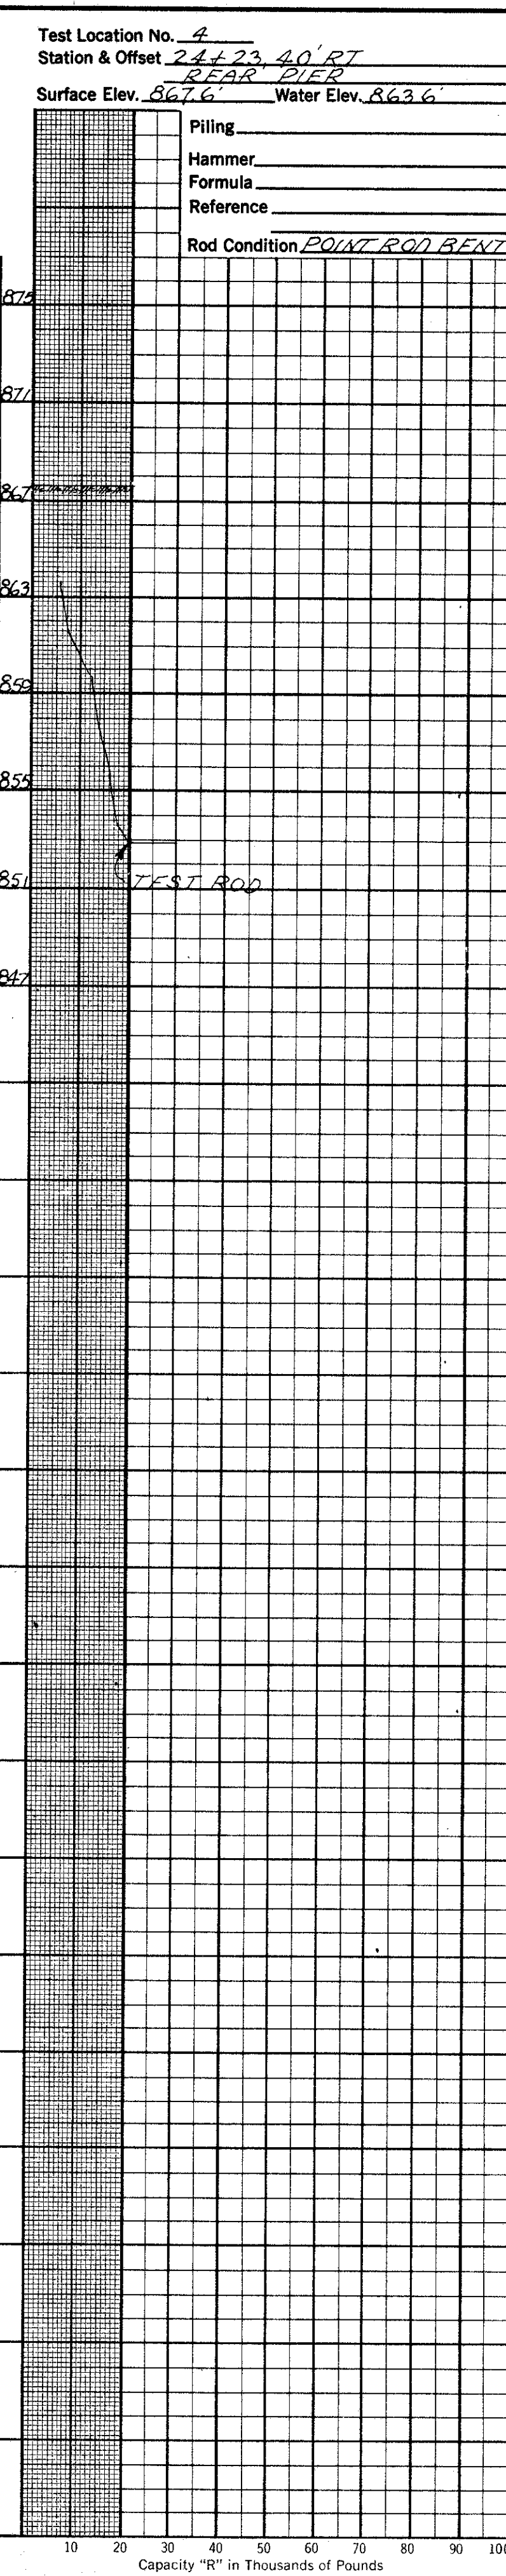 Test Location No. 4
Station & Offset 24+23, 40' RT
REAR PIER
Surface Elev. 867.6' Water Elev. 863.6'
Piling
Hammer
Formula
Reference
Rod Condition POINT ROD BENT
875
871
867
863
859
855
851 TEST ROD
847
10 20 30 40 50 60 70 80 90 100
Capacity "R" in Thousands of Pounds